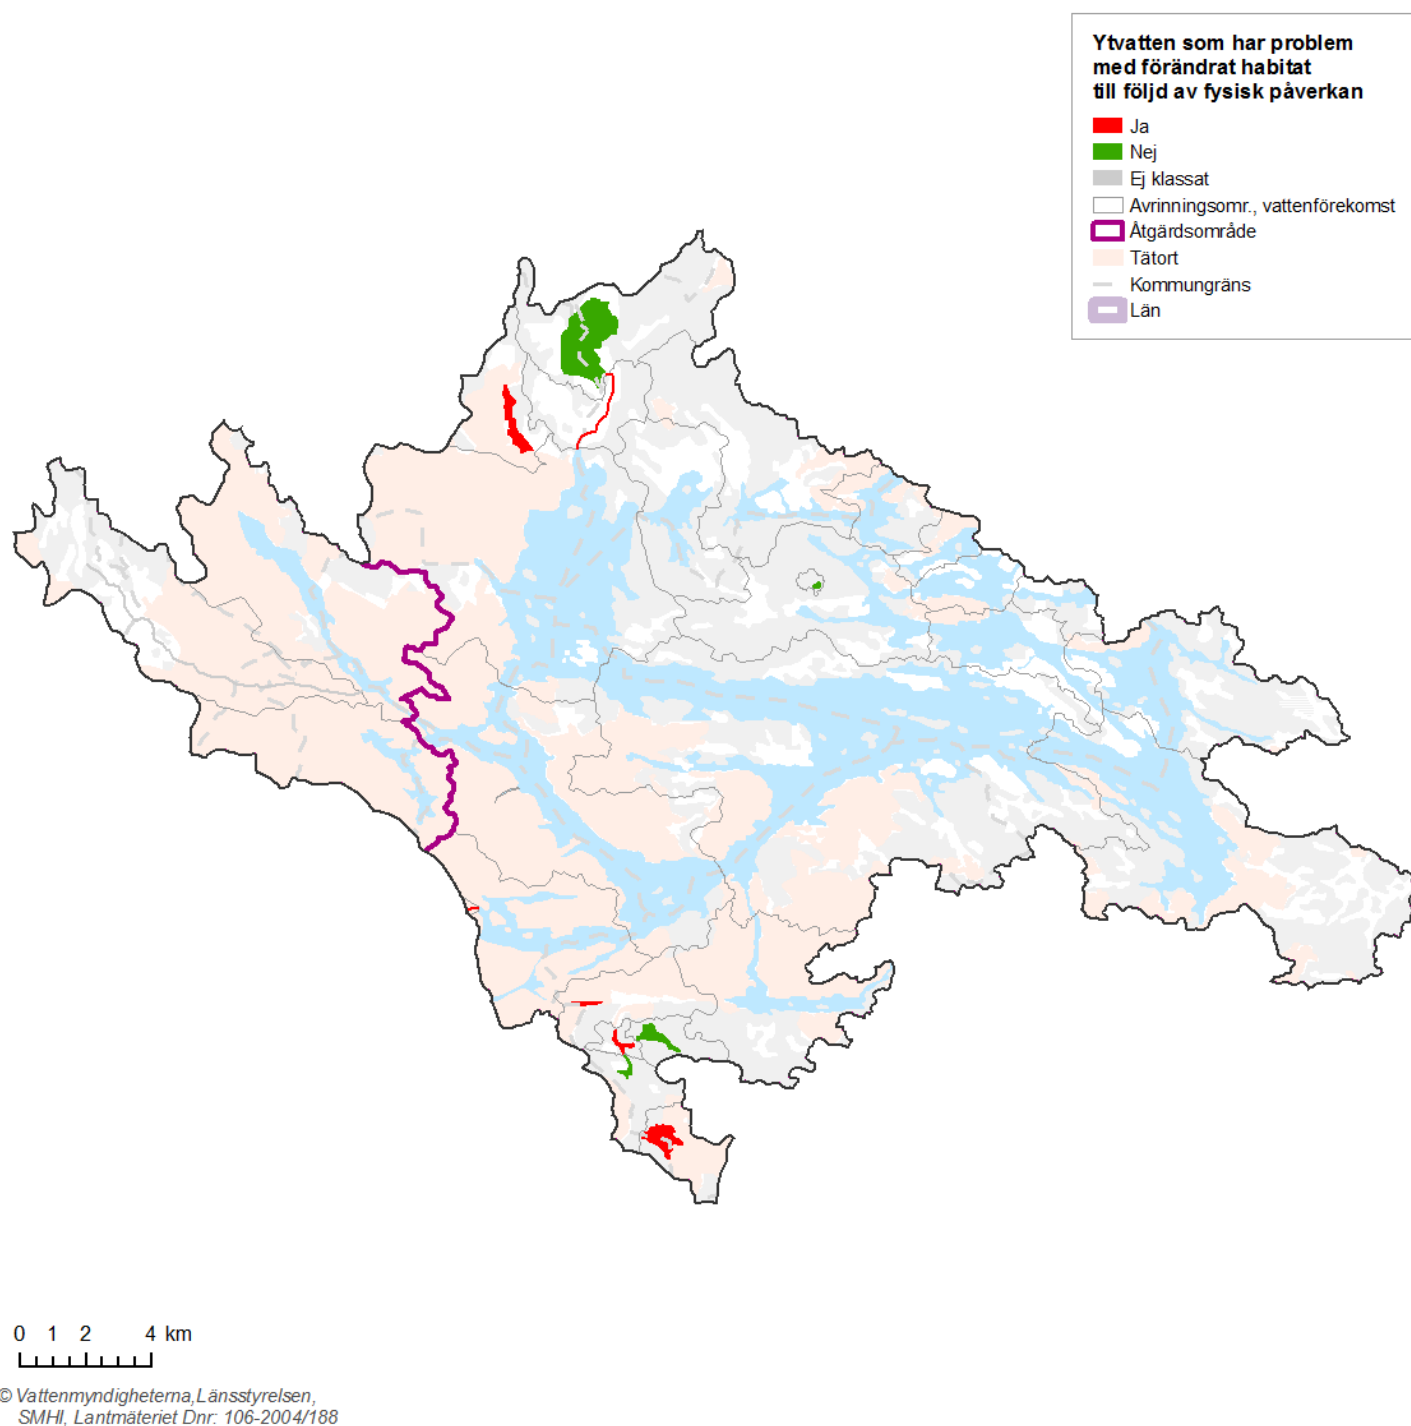 Ytvatten som har problem
med förändrat habitat
till följd av fysisk påverkan
Ja
Nej
Ej klassat
Avrinningsomr., vattenförekomst
Åtgärdsområde
Tätort
Kommungräns
Län
0 1 2 4 km
© Vattenmyndigheterna,Länsstyrelsen,
SMHI, Lantmäteriet Dnr: 106-2004/188